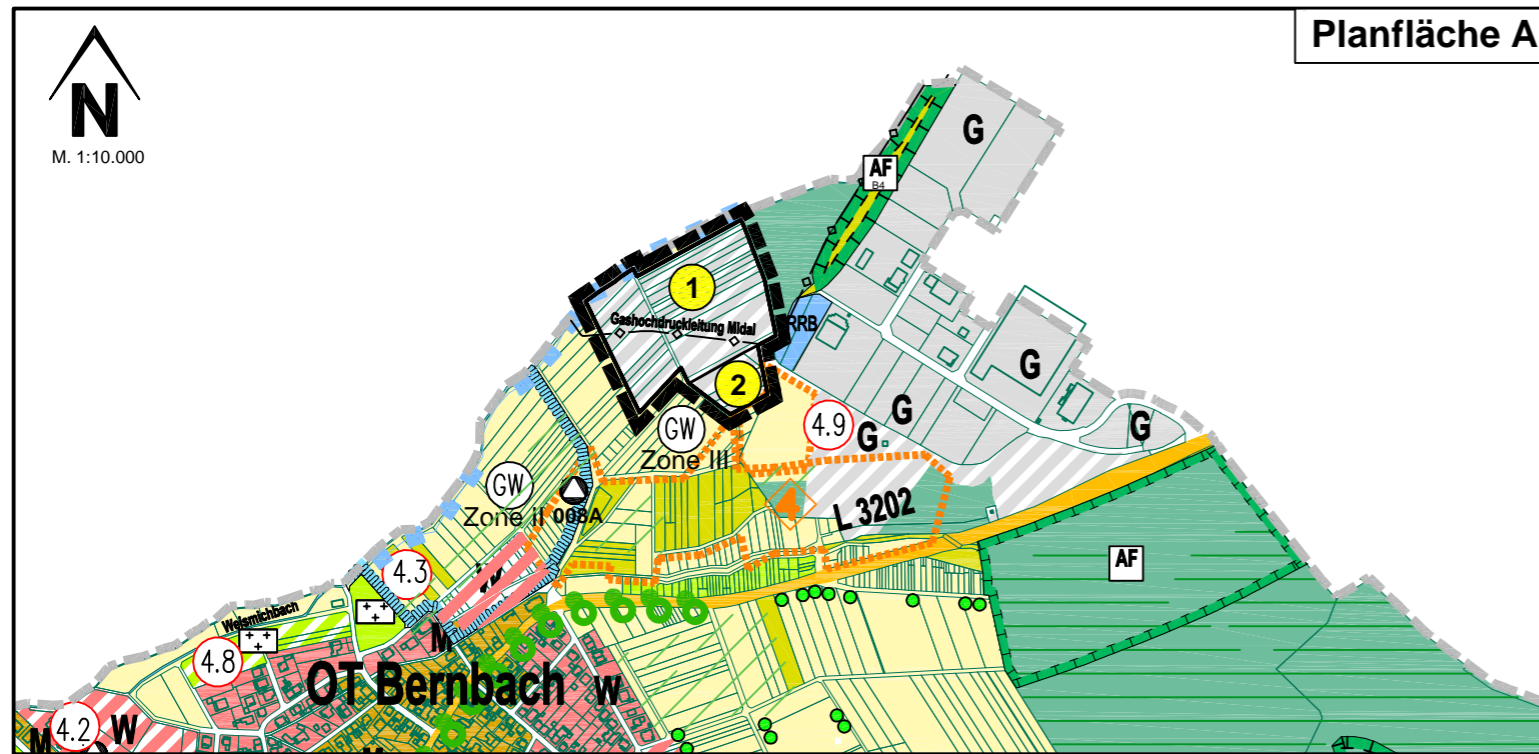 Planfläche A
N
M. 1:10.000
G
AF
B4
1
Gashochdruckleitung Midal
RRB
2
G
G
4.9
G
G
GW
Zone III
GW
Zone II
008A
4
L 3202
4.3
W
AF
Weismichbach
M
4.8
OT Bernbach
W
4.2
W
M